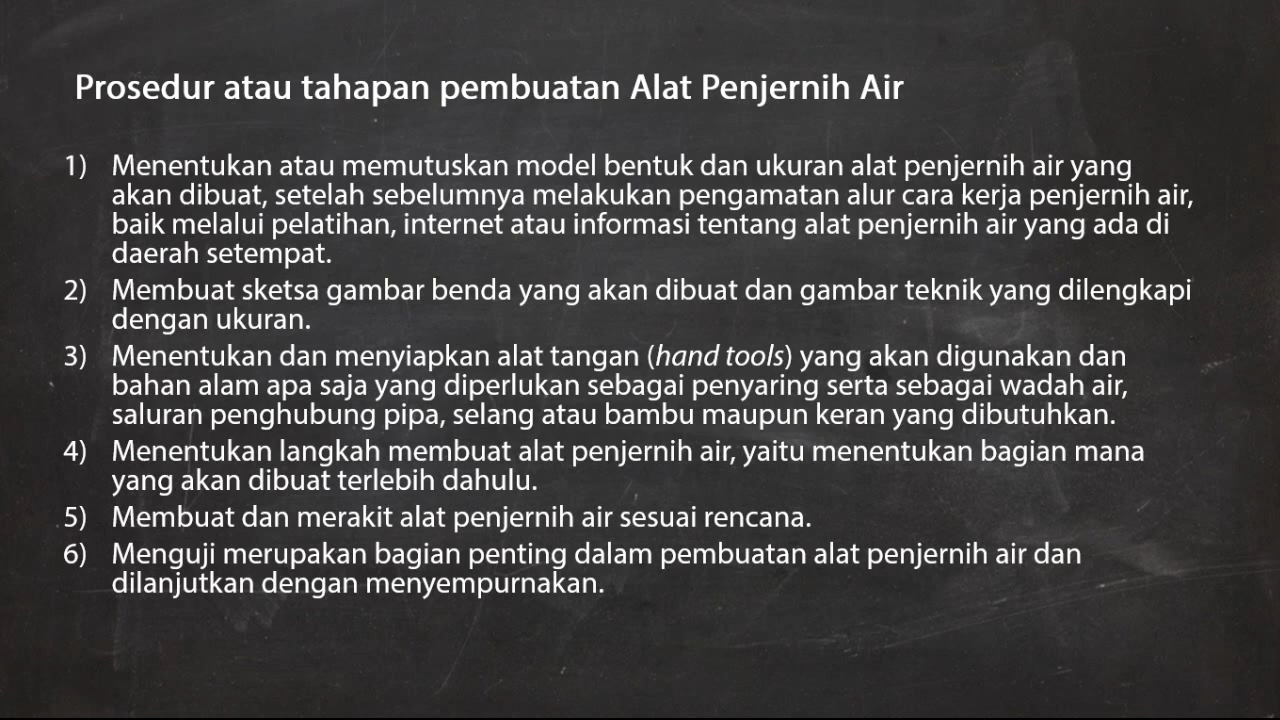 Prosedur atau tahapan pembuatan Alat Penjernih Air
1) Menentukan atau memutuskan model bentuk dan ukuran alat penjernih air yang
akan dibuat, setelah sebelumnya melakukan pengamatan alur cara kerja penjernih air,
baik melalui pelatihan, internet atau informasi tentang alat penjernih air yang ada di
daerah setempat.
2) Membuat sketsa gambar benda yang akan dibuat dan gambar teknik yang dilengkapi
dengan ukuran.
3) Menentukan dan menyiapkan alat tangan (hand tools) yang akan digunakan dan
bahan alam apa saja yang diperlukan sebagai penyaring serta sebagai wadah air,
saluran penghubung pipa, selang atau bambu maupun keran yang dibutuhkan.
4) Menentukan langkah membuat alat penjernih air, yaitu menentukan bagian mana
yang akan dibuat terlebih dahulu.
5) Membuat dan merakit alat penjernih air sesuai rencana.
6) Menguji merupakan bagian penting dalam pembuatan alat penjernih air dan
dilanjutkan dengan menyempurnakan.